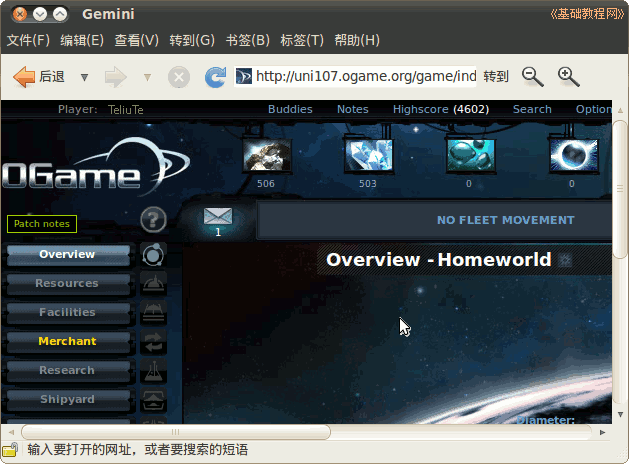 Gemini
《基础教程网》
文件(F) 编辑(E) 查看(V) 转到(G) 书签(B) 标签(T) 帮助(H)
后退 http://uni107.ogame.org/game/ind 转到
Player: TeliuTe Buddies Notes Highscore (4602) Search Option
OGame
506 503 0 0
Patch notes ? 1 NO FLEET MOVEMENT
Overview
Overview - Homeworld
Resources
Facilities
Merchant
Research
Shipyard
Diameter:
输入要打开的网址，或者要搜索的短语